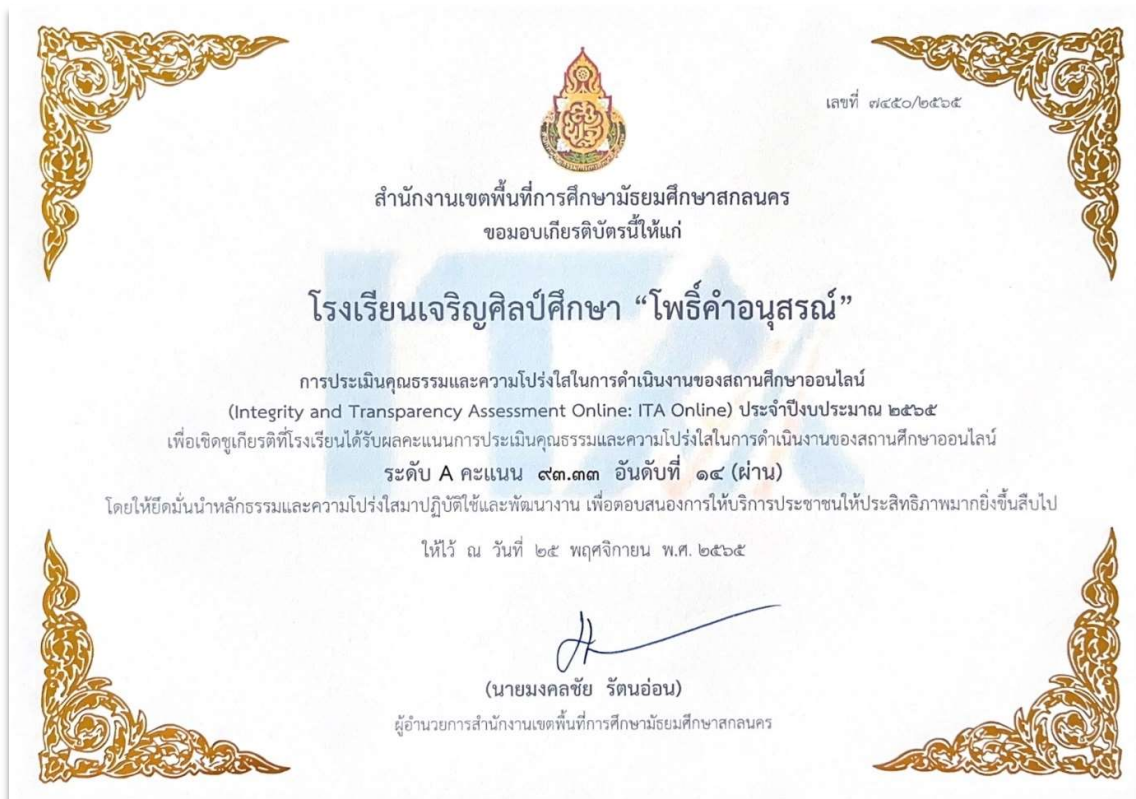 เลขที่ ๗๔๕๐/๒๕๖๕
สำนักงานเขตพื้นที่การศึกษามัธยมศึกษาสกลนคร
ขอมอบเกียรติบัตรนี้ให้แก่
โรงเรียนเจริญศิลป์ศึกษา “โพธิ์คำอนุสรณ์”
การประเมินคุณธรรมและความโปร่งใสในการดำเนินงานของสถานศึกษาออนไลน์
(Integrity and Transparency Assessment Online: ITA Online) ประจำปีงบประมาณ ๒๕๖๕
เพื่อเชิดชูเกียรติที่โรงเรียนได้รับผลคะแนนการประเมินคุณธรรมและความโปร่งใสในการดำเนินงานของสถานศึกษาออนไลน์
ระดับ A คะแนน ๙๓.๓๓ อันดับที่ ๑๔ (ผ่าน)
โดยให้ยึดมั่นนำหลักธรรมและความโปร่งใสมาปฏิบัติใช้และพัฒนางาน เพื่อตอบสนองการให้บริการประชาชนให้ประสิทธิภาพมากยิ่งขึ้นสืบไป
ให้ไว้ ณ วันที่ ๒๕ พฤศจิกายน พ.ศ. ๒๕๖๕
(นายมงคลชัย รัตนอ่อน)
ผู้อำนวยการสำนักงานเขตพื้นที่การศึกษามัธยมศึกษาสกลนคร
ITA